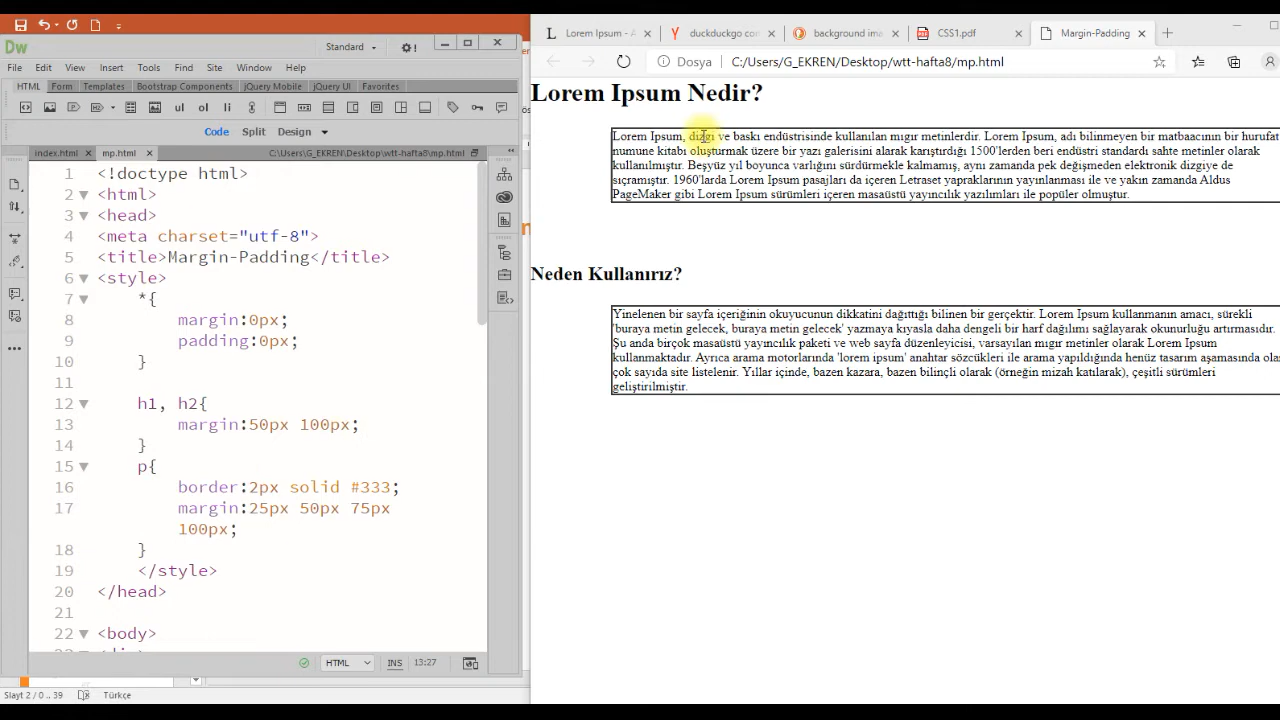 Lorem Ipsum - A
duckduckgo con
background ima
CSS1.pdf
Margin-Padding
Dw
Standard
Dosya
C:/Users/G_EKREN/Desktop/wtt-hafta8/mp.html
File Edit View Insert Tools Find Site Window Help
HTML Form Templates Bootstrap Components jQuery Mobile jQuery UI Favorites
ul ol li
Code Split Design
index.html mp.html C:\Users\G_EKREN\Desktop\wtt-hafta8\mp.html
1 <!doctype html>
2 <html>
3 <head>
4 <meta charset="utf-8">
5 <title>Margin-Padding</title>
6 <style>
7 *{
8 margin:0px;
9 padding:0px;
10 }
11
12 h1, h2{
13 margin:50px 100px;
14 }
15 p{
16 border:2px solid #333;
17 margin:25px 50px 75px
100px;
18 }
19 </style>
20 </head>
21
22 <body>
HTML INS 13:27
Slayt 2 / 0 .. 39 Türkçe
Lorem Ipsum Nedir?
Lorem Ipsum, dizgi ve baskı endüstrisinde kullanılan mıgır metinlerdir. Lorem Ipsum, adı bilinmeyen bir matbaacının bir hurufat
numune kitabı oluşturmak üzere bir yazı galerisini alarak karıştırdığı 1500'lerden beri endüstri standardı sahte metinler olarak
kullanılmıştır. Beşyüz yıl boyunca varlığını sürdürmekle kalmamış, aynı zamanda pek değişmeden elektronik dizgiye de
sıçramıştır. 1960'larda Lorem Ipsum pasajları da içeren Letraset yapraklarının yayınlanması ile ve yakın zamanda Aldus
PageMaker gibi Lorem Ipsum sürümleri içeren masaüstü yayıncılık yazılımları ile popüler olmuştur.
Neden Kullanırız?
Yinelenen bir sayfa içeriğinin okuyucunun dikkatini dağıttığı bilinen bir gerçektir. Lorem Ipsum kullanmanın amacı, sürekli
'buraya metin gelecek, buraya metin gelecek' yazmaya kıyasla daha dengeli bir harf dağılımı sağlayarak okunurluğu artırmasıdır.
Şu anda birçok masaüstü yayıncılık paketi ve web sayfa düzenleyicisi, varsayılan mıgır metinler olarak Lorem Ipsum
kullanmaktadır. Ayrıca arama motorlarında 'lorem ipsum' anahtar sözcükleri ile arama yapıldığında henüz tasarım aşamasında ola
çok sayıda site listelenir. Yıllar içinde, bazen kazara, bazen bilinçli olarak (örneğin mizah katılarak), çeşitli sürümleri
geliştirilmiştir.